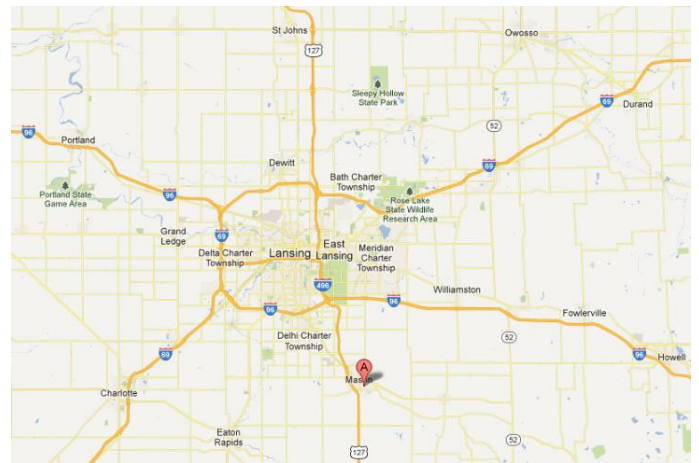 St Johns
Owosso
127
Sleepy Hollow
State Park
69
Durand
52
96
Portland
Dewitt
Bath Charter
Township
69
Portland State
Game Area
96
Rose Lake
State Wildlife
Research Area
Grand
Ledge
69
Delta Charter
Township
Lansing
East
Lansing
Meridian
Charter
Township
496
Williamston
96
96
Fowlerville
Delhi Charter
Township
52
69
96
Howell
A
Mason
Charlotte
Eaton
Rapids
52
127